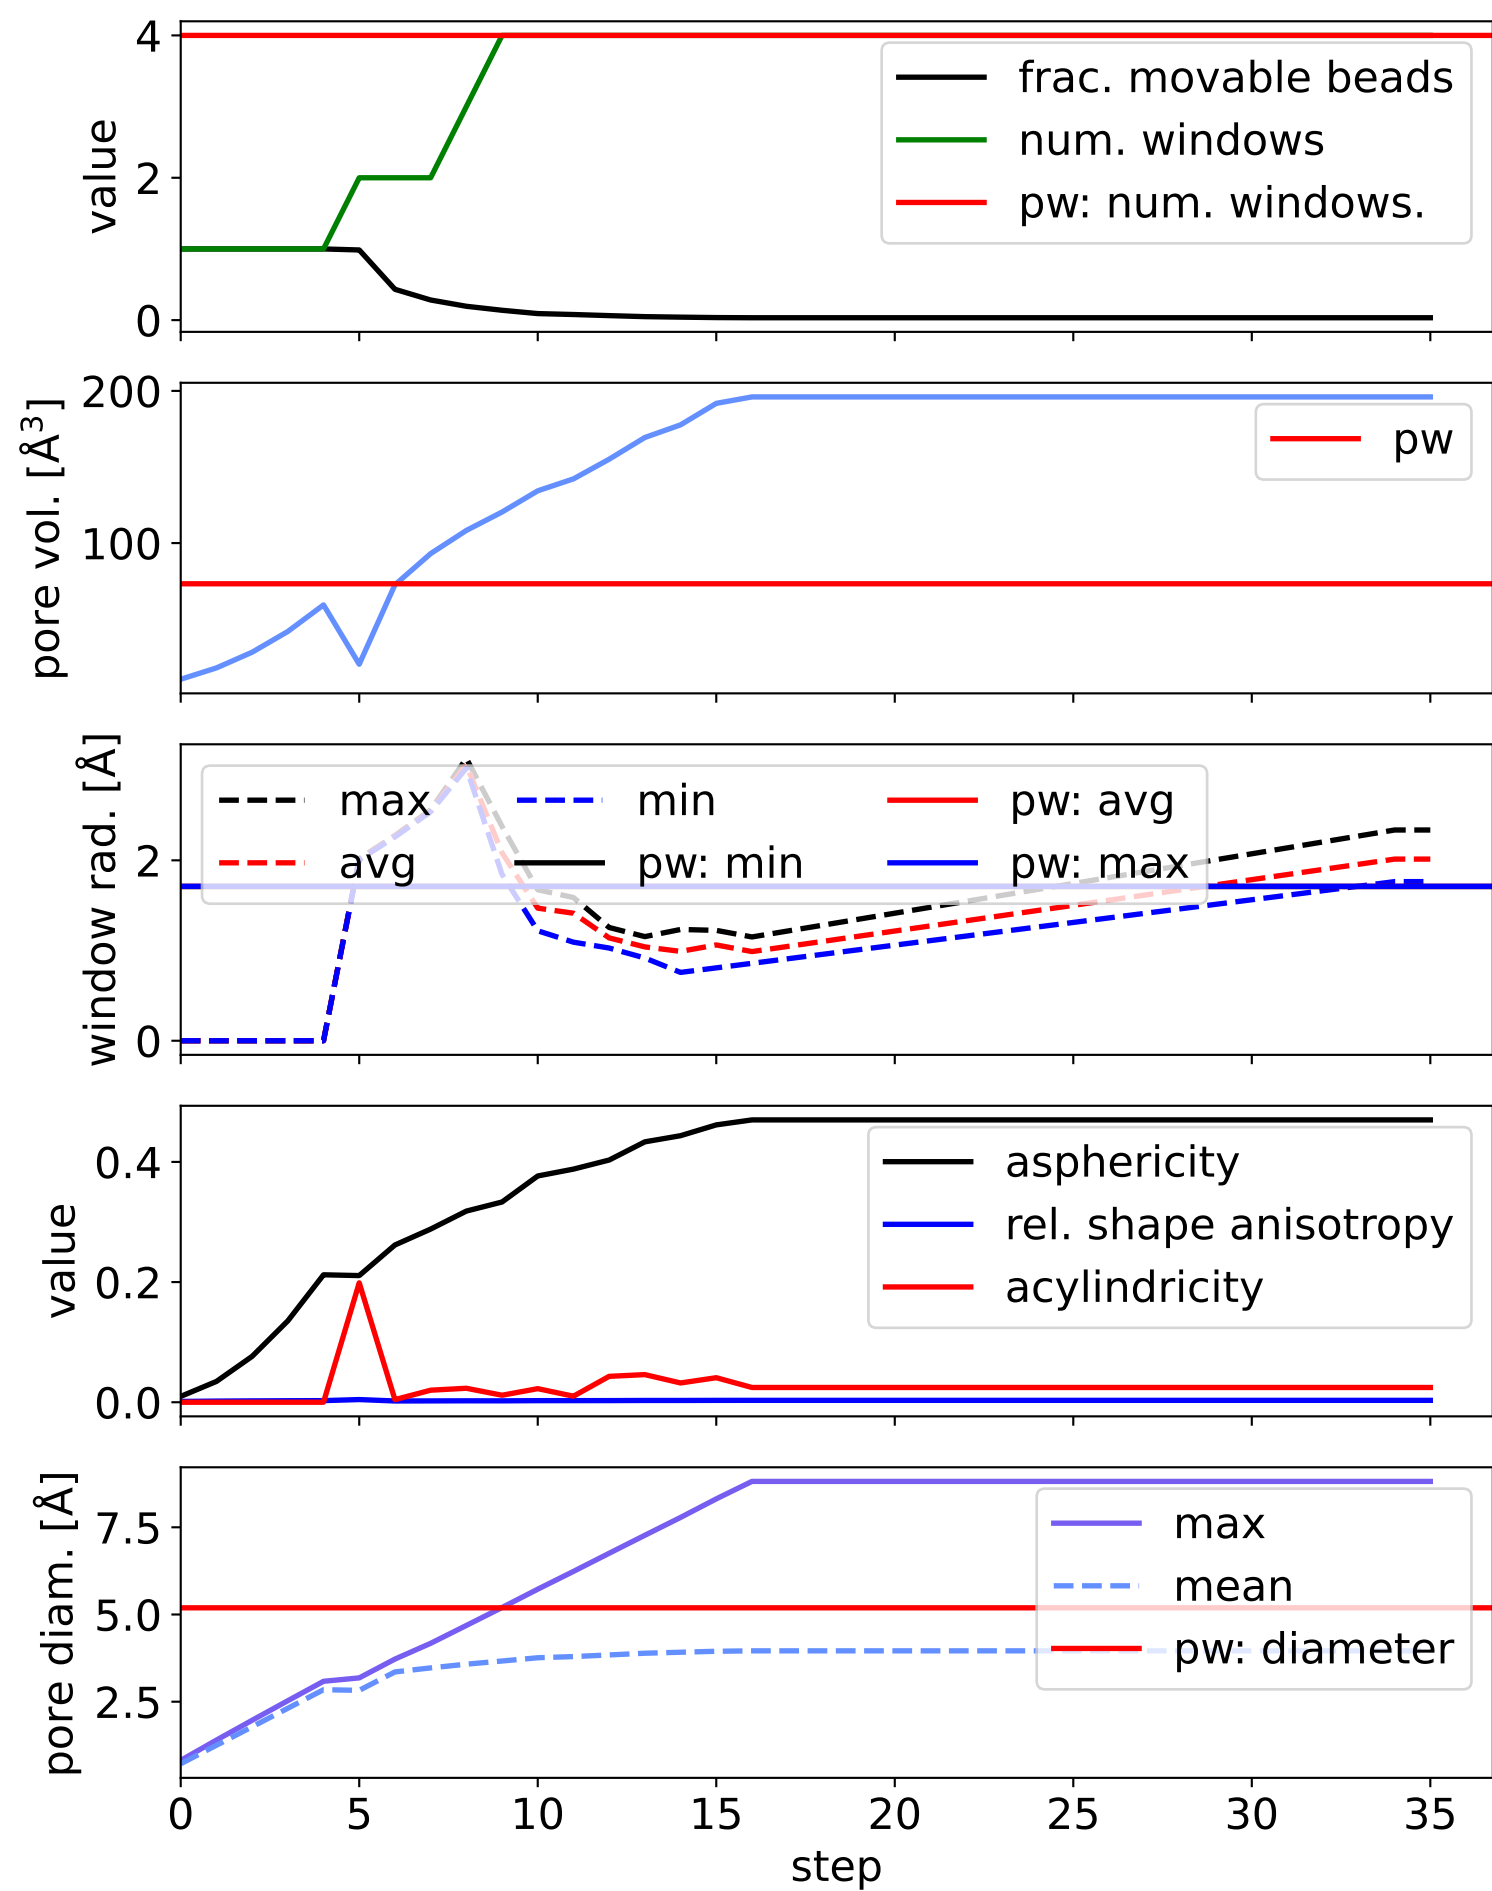 4
2
0
value
frac. movable beads
num. windows
pw: num. windows.
200
100
pore vol. [Å³]
pw
2
0
window rad. [Å]
max
min
pw: avg
avg
pw: min
pw: max
0.4
0.2
0.0
value
asphericity
rel. shape anisotropy
acylindricity
7.5
5.0
2.5
pore diam. [Å]
max
mean
pw: diameter
0 5 10 15 20 25 30 35
step